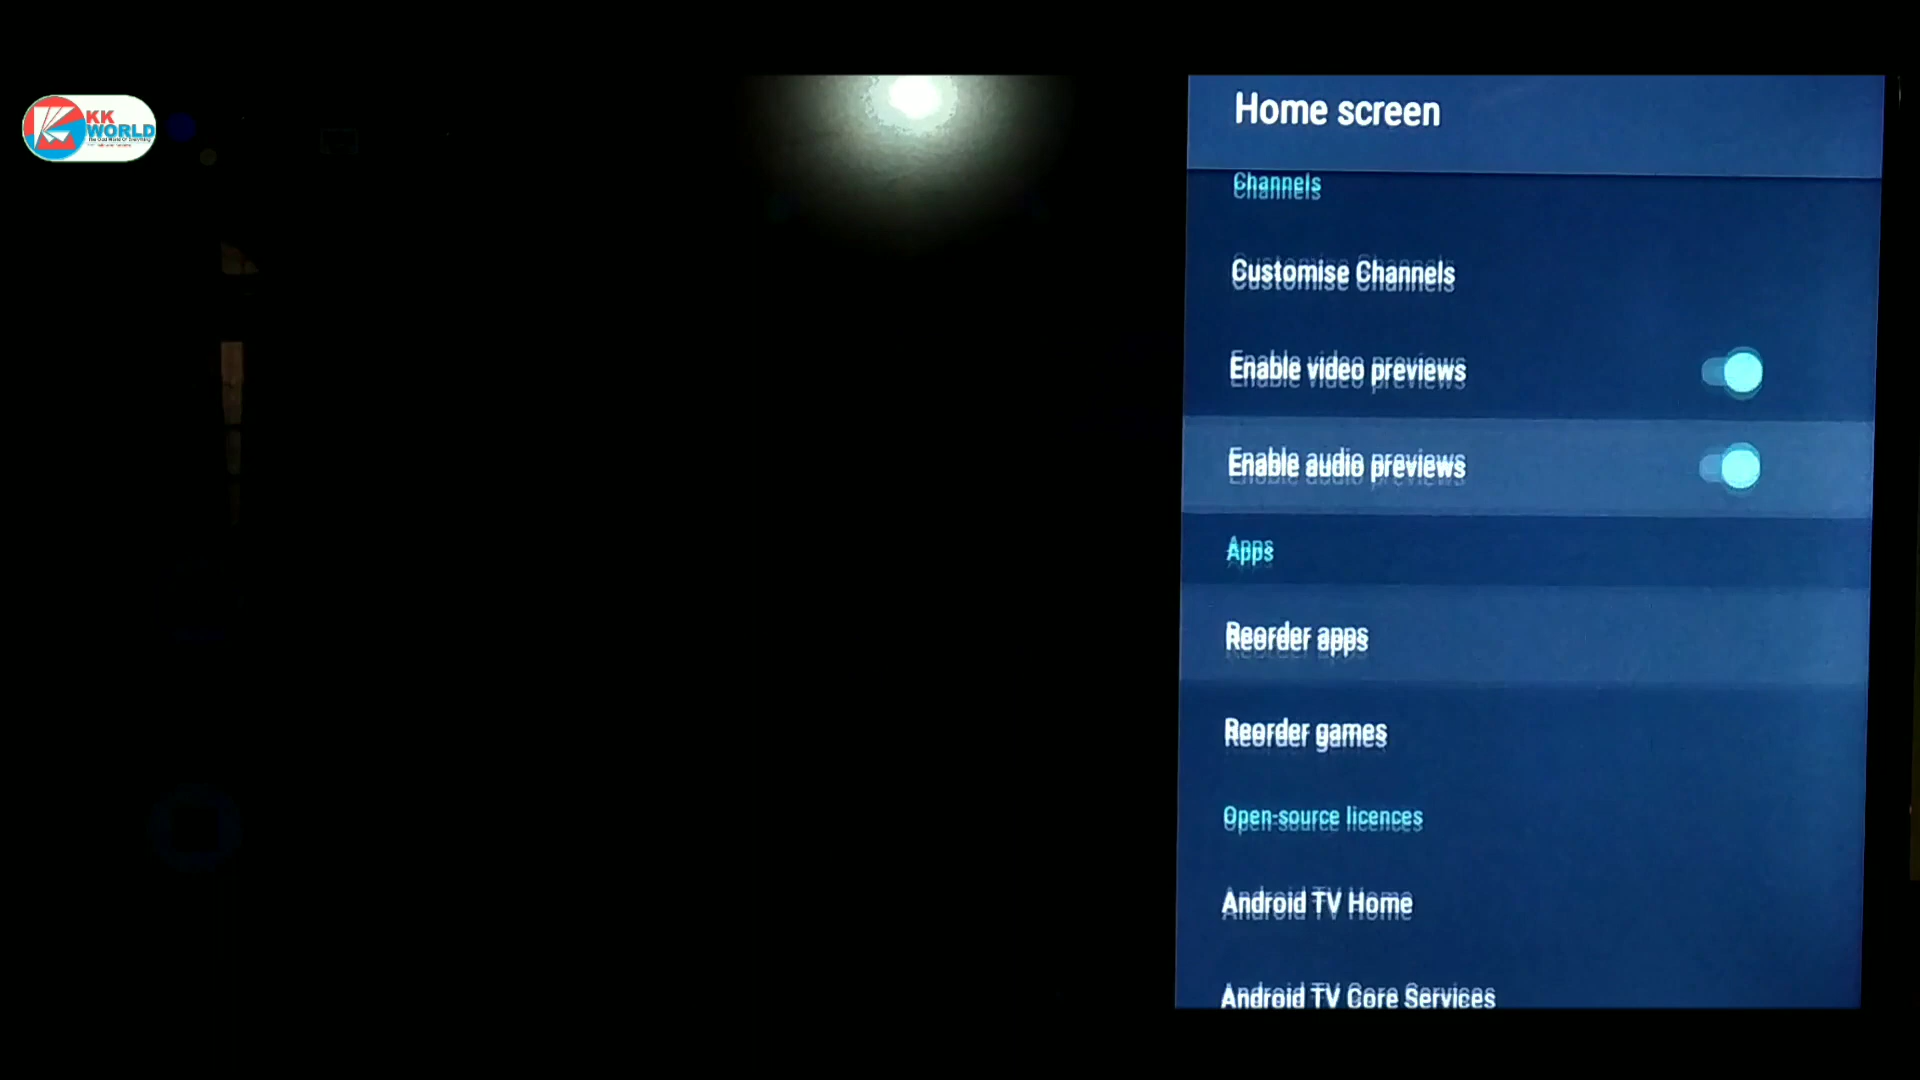 KK
WORLD
Home screen
Channels
Customise Channels
Enable video previews
Enable audio previews
Apps
Reorder apps
Reorder games
Open-source licences
Android TV Home
Android TV Core Services